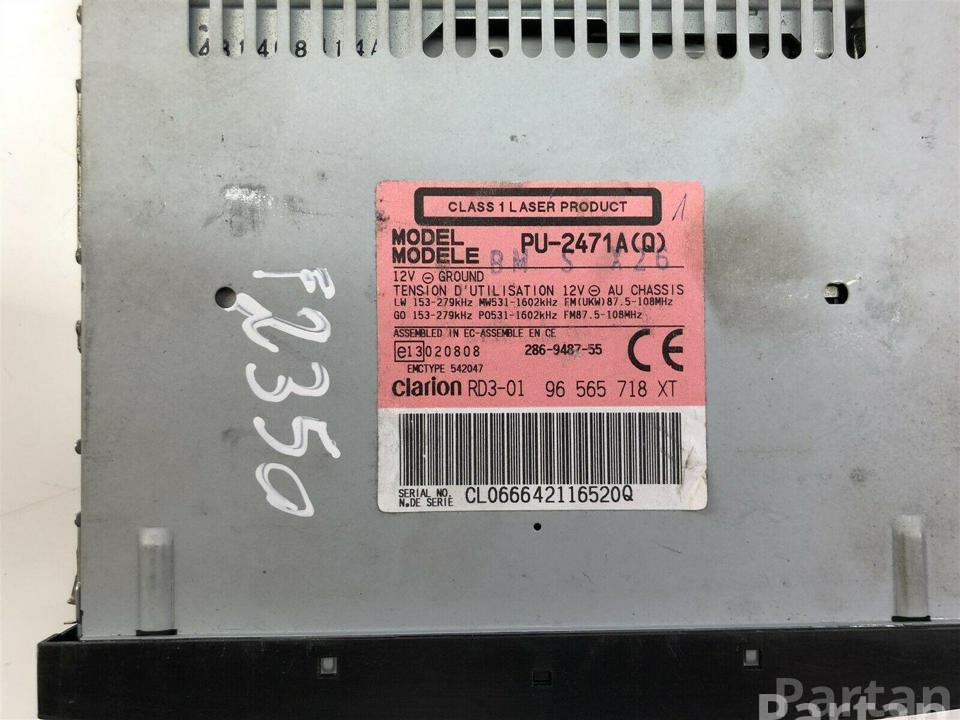 CLASS 1 LASER PRODUCT
1
MODEL
MODELE
PU-2471A(Q)
12V ⊖ GROUND
TENSION D'UTILISATION 12V ⊖ AU CHASSIS
LW 153-279kHz MW531-1602kHz FM(UKW)87.5-108MHz
GO 153-279kHz PO531-1602kHz FM87.5-108MHz
ASSEMBLED IN EC-ASSEMBLE EN CE
e13 020808
286-9487-55
CE
EMCTYPE 542047
Clarion RD3-01 96 565 718 XT
SERIAL NO.
N.DE SERIE
CL066642116520Q
F2350
Partan
Partan